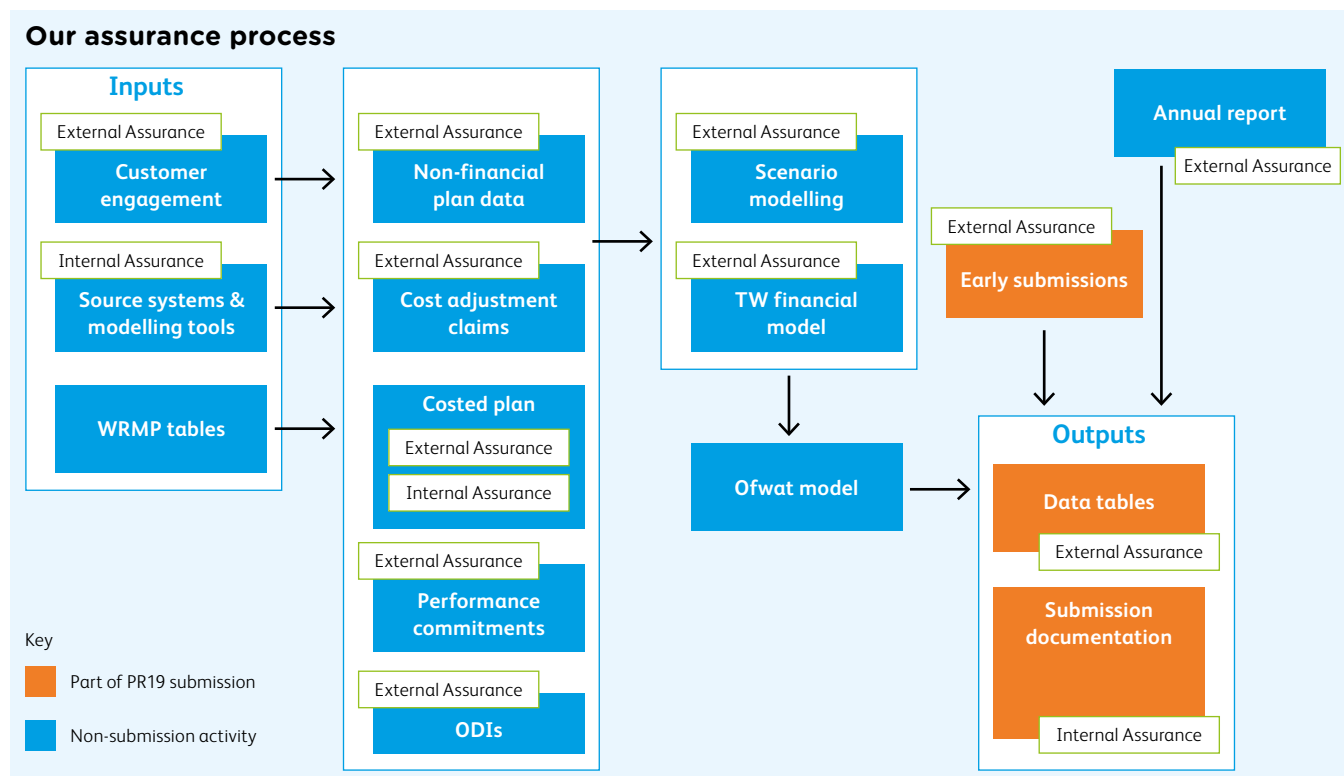 Our assurance process
Inputs
External Assurance
Customer
engagement
Internal Assurance
Source systems &
modelling tools
WRMP tables
External Assurance
Non-financial
plan data
External Assurance
Cost adjustment
claims
Costed plan
External Assurance
Internal Assurance
External Assurance
Performance
commitments
External Assurance
ODIs
External Assurance
Scenario
modelling
External Assurance
TW financial
model
Ofwat model
Annual report
External Assurance
External Assurance
Early submissions
Outputs
Data tables
External Assurance
Submission
documentation
Internal Assurance
Key
Part of PR19 submission
Non-submission activity